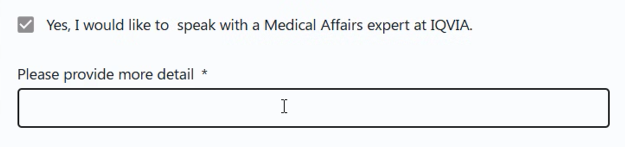 Yes, I would like to speak with a Medical Affairs expert at IQVIA.
Please provide more detail *